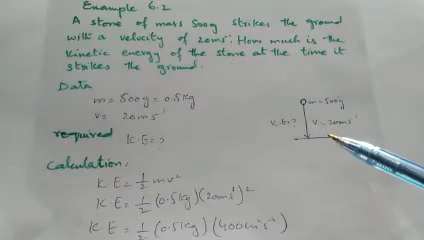 Example 6.2
A stone of mass 500g strikes the ground
with a velocity of 20ms⁻¹. How much is the
kinetic energy of the stone at the time it
strikes the ground.
Data
m = 500g = 0.5kg
v = 20ms⁻¹
required K.E = ?
m = 500g
K.E = ? V = 20ms⁻¹
Calculation:
K.E = 1/2 mv²
K.E = 1/2 (0.5kg)(20ms⁻¹)²
K.E = 1/2 (0.5kg)(400m²s⁻²)